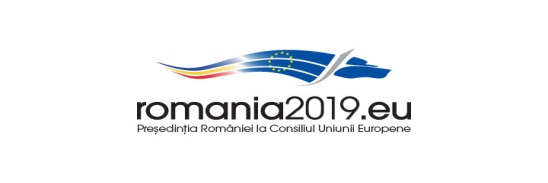 romania2019.eu
Președinția României la Consiliul Uniunii Europene